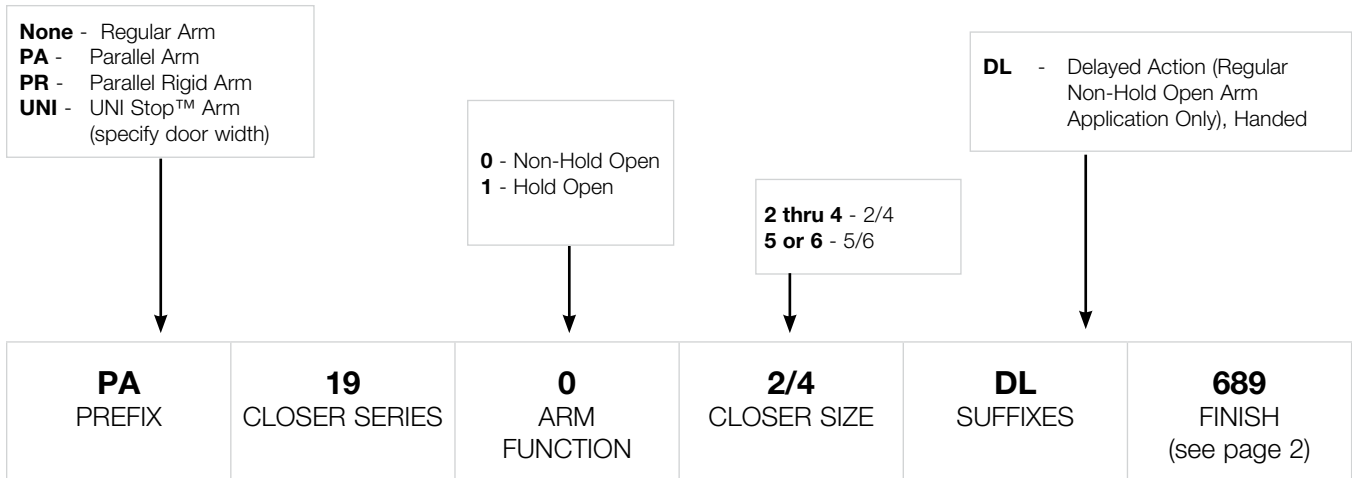 None - Regular Arm
PA - Parallel Arm
PR - Parallel Rigid Arm
UNI - UNI Stop™ Arm
(specify door width)
0 - Non-Hold Open
1 - Hold Open
2 thru 4 - 2/4
5 or 6 - 5/6
DL - Delayed Action (Regular
Non-Hold Open Arm
Application Only), Handed
PA
PREFIX
19
CLOSER SERIES
0
ARM
FUNCTION
2/4
CLOSER SIZE
DL
SUFFIXES
689
FINISH
(see page 2)